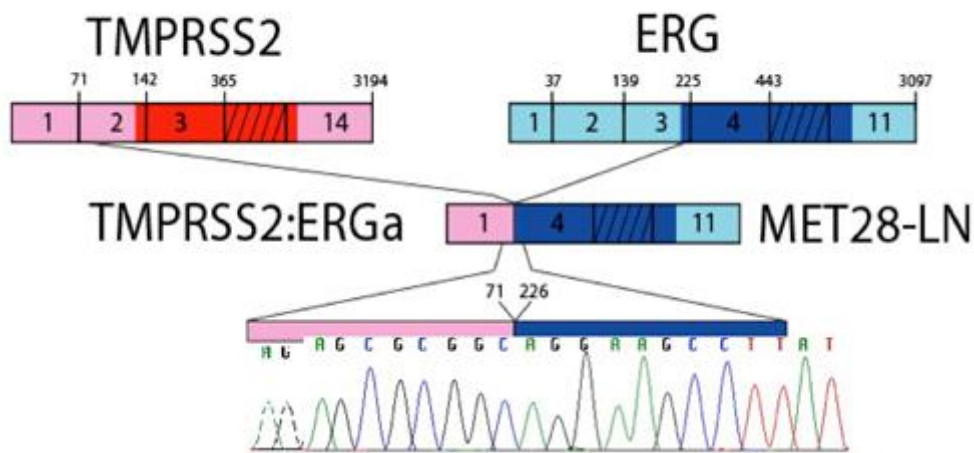 TMPRSS2 ERG
71 142 365 3194 37 139 225 443 3097
1 2 3 14 1 2 3 4 11
TMPRSS2:ERGa 1 4 11 MET28-LN
71 226
A G A G C G C G G C A G G A A G C C T T A T